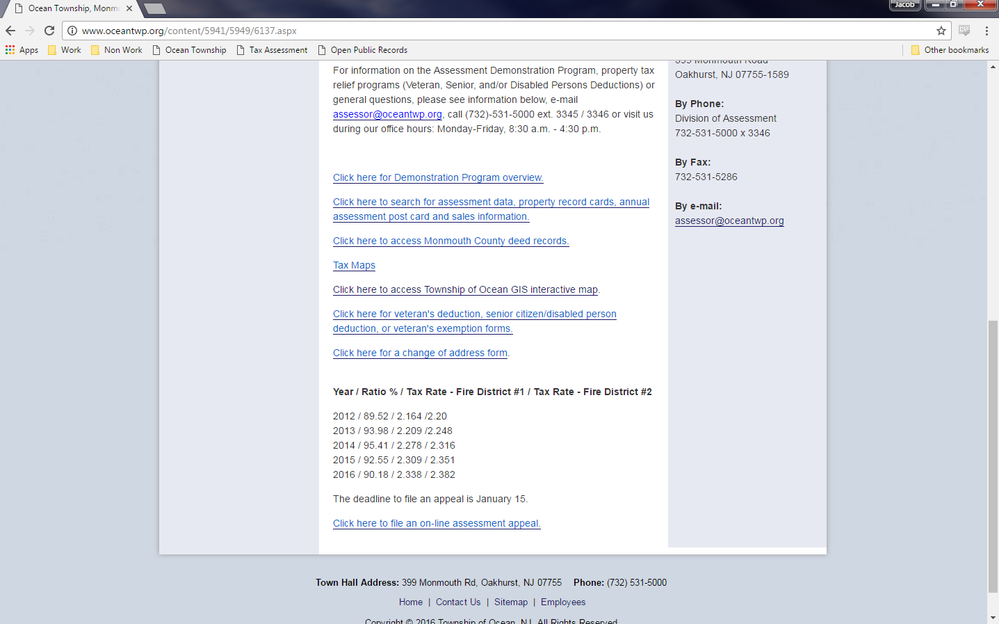 Ocean Township, Monmo
Jacob
www.oceantwp.org/content/5941/5949/6137.aspx
CSS
Apps Work Non Work Ocean Township Tax Assessment Open Public Records Other bookmarks
For information on the Assessment Demonstration Program, property tax
relief programs (Veteran, Senior, and/or Disabled Persons Deductions) or
general questions, please see information below, e-mail
assessor@oceantwp.org, call (732)-531-5000 ext. 3345 / 3346 or visit us
during our office hours: Monday-Friday, 8:30 a.m. - 4:30 p.m.
Click here for Demonstration Program overview.
Click here to search for assessment data, property record cards, annual
assessment post card and sales information.
Click here to access Monmouth County deed records.
Tax Maps
Click here to access Township of Ocean GIS interactive map.
Click here for veteran's deduction, senior citizen/disabled person
deduction, or veteran's exemption forms.
Click here for a change of address form.
Year / Ratio % / Tax Rate - Fire District #1 / Tax Rate - Fire District #2
2012 / 89.52 / 2.164 /2.20
2013 / 93.98 / 2.209 /2.248
2014 / 95.41 / 2.278 / 2.316
2015 / 92.55 / 2.309 / 2.351
2016 / 90.18 / 2.338 / 2.382
The deadline to file an appeal is January 15.
Click here to file an on-line assessment appeal.
399 Monmouth Road
Oakhurst, NJ 07755-1589
By Phone:
Division of Assessment
732-531-5000 x 3346
By Fax:
732-531-5286
By e-mail:
assessor@oceantwp.org
Town Hall Address: 399 Monmouth Rd, Oakhurst, NJ 07755 Phone: (732) 531-5000
Home | Contact Us | Sitemap | Employees
Copyright © 2016 Township of Ocean, NJ. All Rights Reserved.